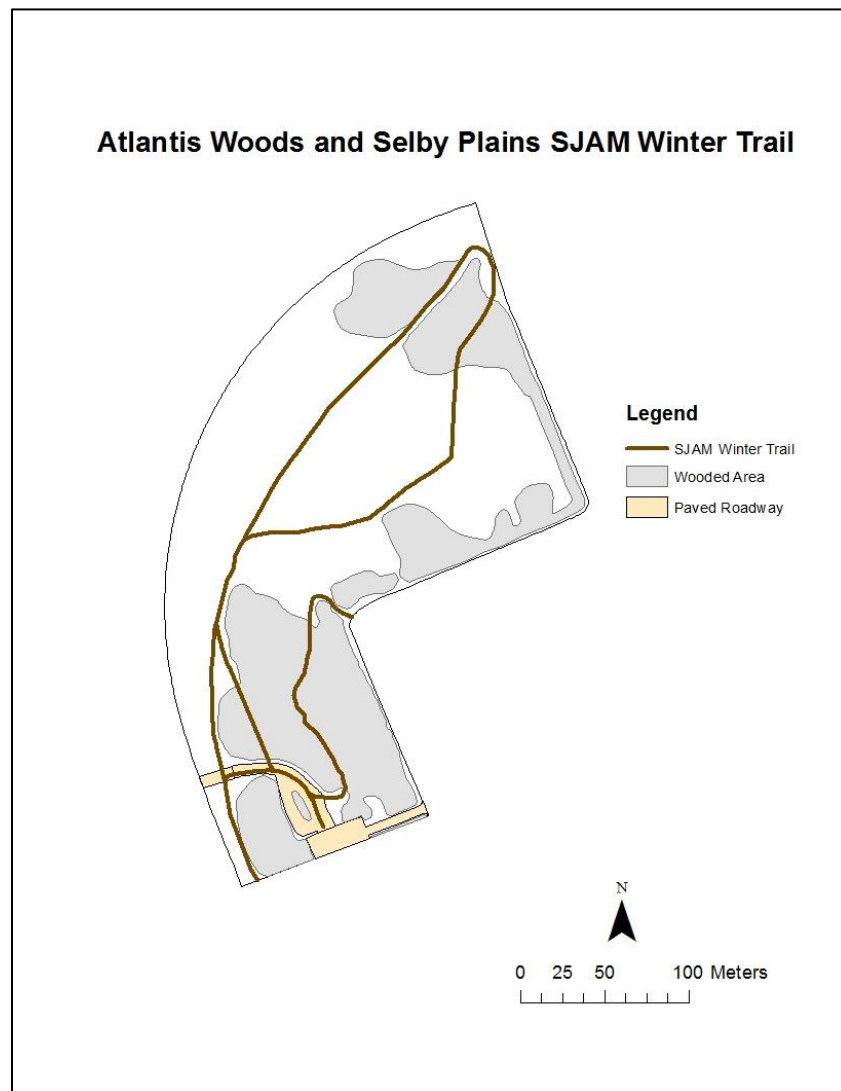 Atlantis Woods and Selby Plains SJAM Winter Trail
Legend
SJAM Winter Trail
Wooded Area
Paved Roadway
N
0 25 50 100 Meters